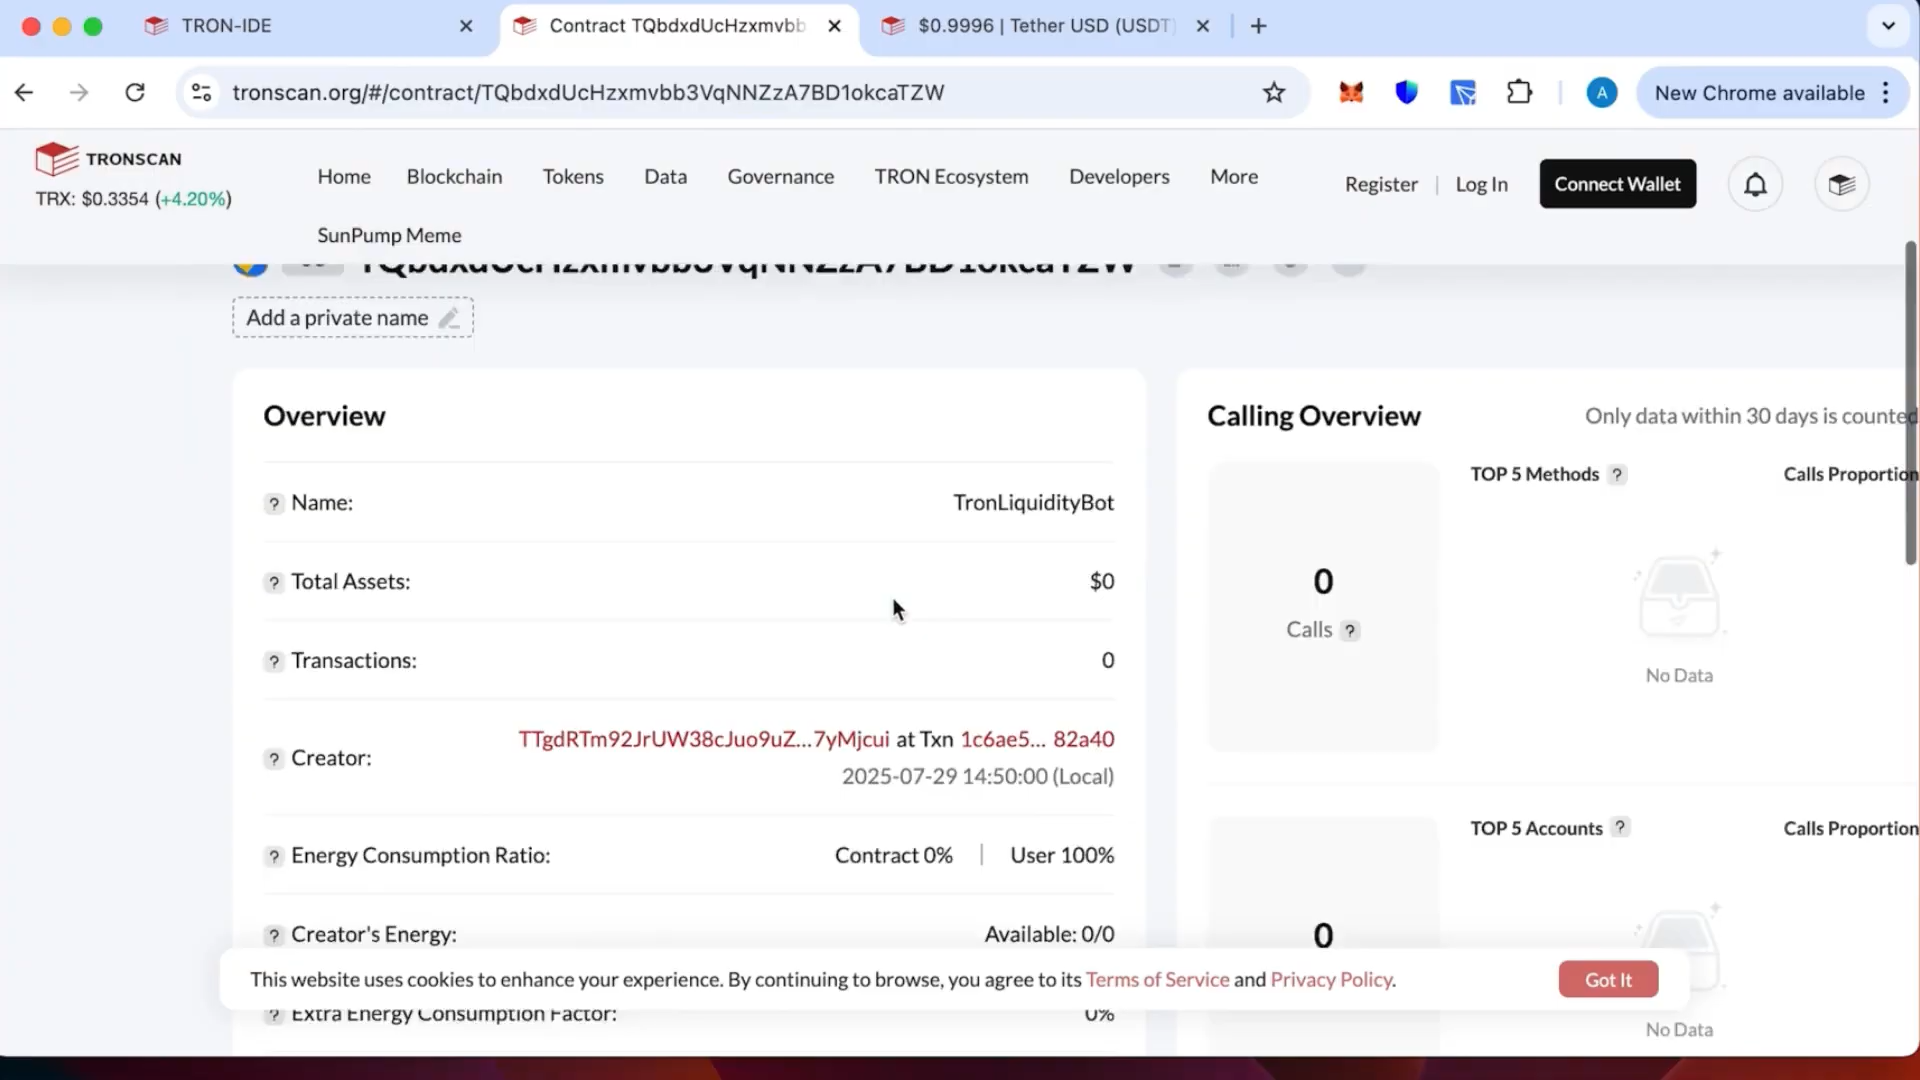 TRON-IDE
Contract TQbdxdUcHzxmvbb
$0.9996 | Tether USD (USDT)
tronscan.org/#/contract/TQbdxdUcHzxmvbb3VqNNZzA7BD1okcaTZW
A
New Chrome available
TRONSCAN
TRX: $0.3354 (+4.20%)
Home
Blockchain
Tokens
Data
Governance
TRON Ecosystem
Developers
More
SunPump Meme
Register | Log In
Connect Wallet
TQbdxdUcHzxmvbb3VqNNZzA7BD1okcaTZW
Add a private name
Overview
? Name: TronLiquidityBot
? Total Assets: $0
? Transactions: 0
? Creator: TTgdRTm92JrUW38cJuo9uZ...7yMjcui at Txn 1c6ae5... 82a40
2025-07-29 14:50:00 (Local)
? Energy Consumption Ratio: Contract 0% | User 100%
? Creator's Energy: Available: 0/0
? Extra Energy Consumption Factor: 0%
Calling Overview
Only data within 30 days is counted
0
Calls ?
TOP 5 Methods ?
Calls Proportion
No Data
0
TOP 5 Accounts ?
Calls Proportion
No Data
This website uses cookies to enhance your experience. By continuing to browse, you agree to its Terms of Service and Privacy Policy.
Got It